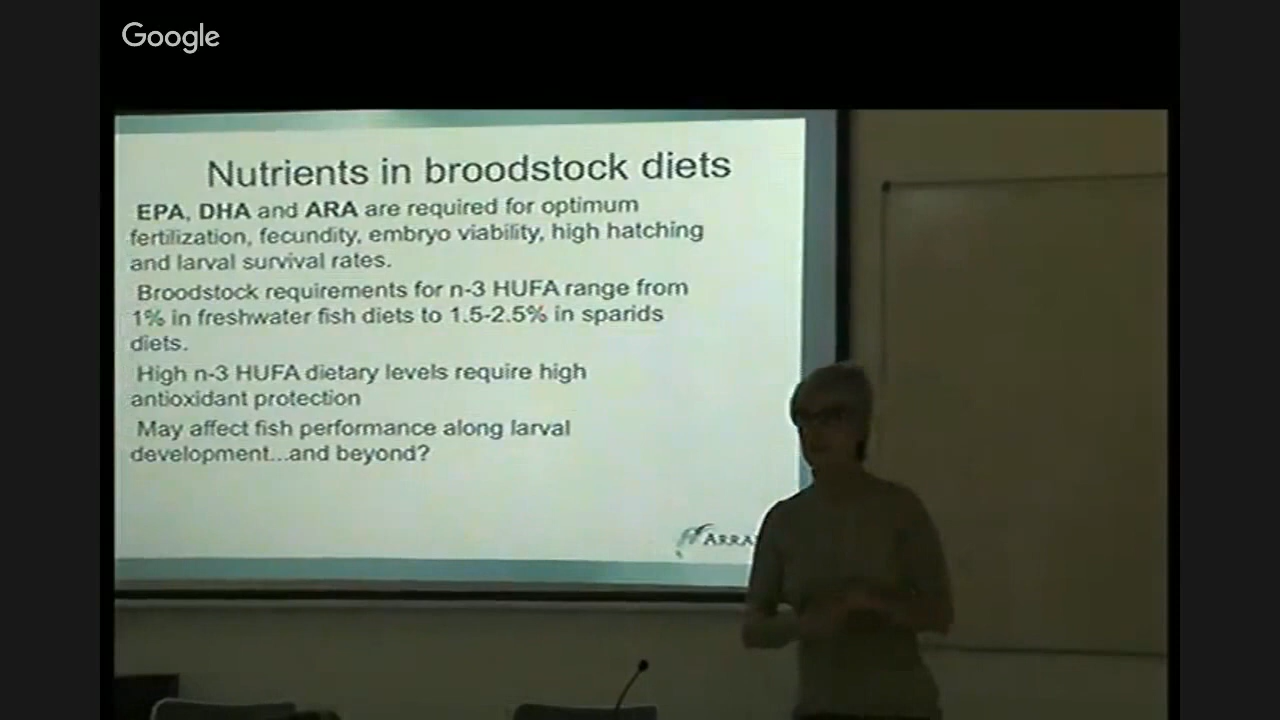 Google
Nutrients in broodstock diets
EPA, DHA and ARA are required for optimum
fertilization, fecundity, embryo viability, high hatching
and larval survival rates.
Broodstock requirements for n-3 HUFA range from
1% in freshwater fish diets to 1.5-2.5% in sparids
diets.
High n-3 HUFA dietary levels require high
antioxidant protection
May affect fish performance along larval
development...and beyond?
ARRA